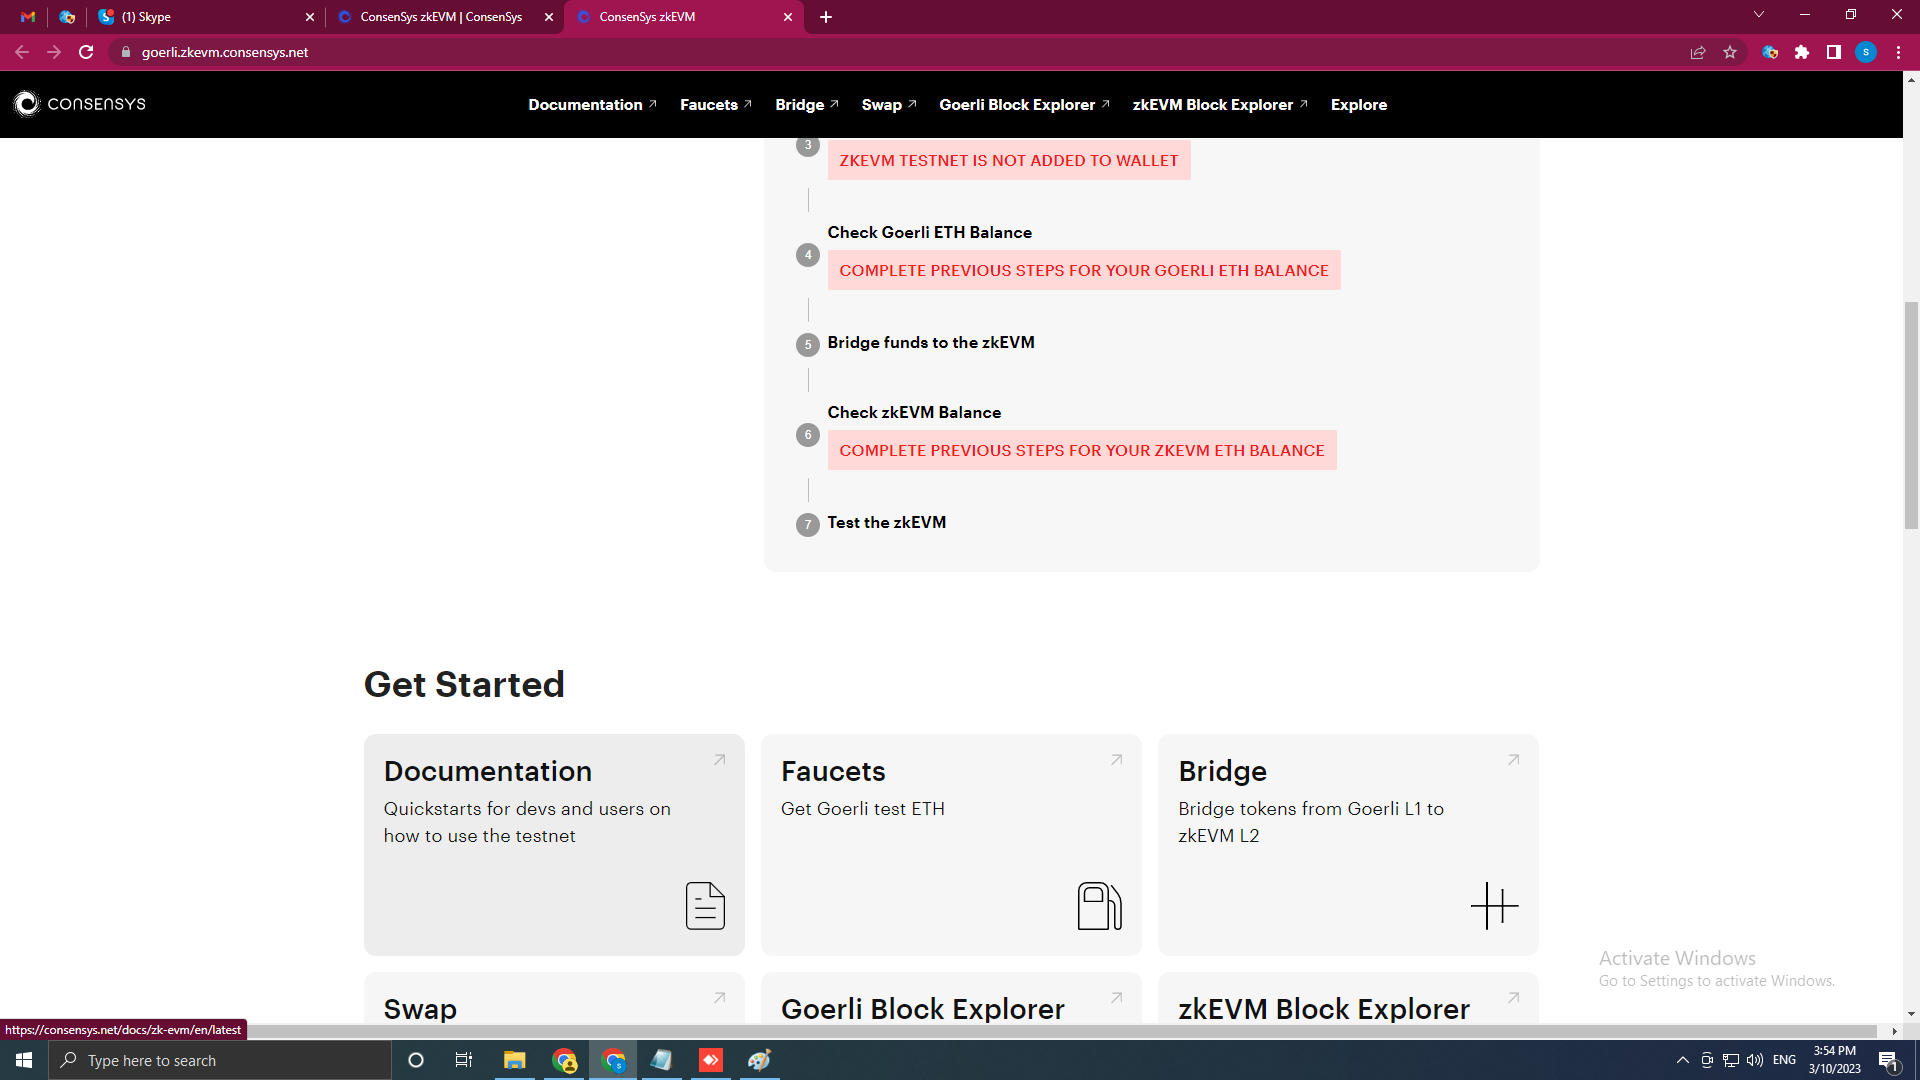 (1) Skype
ConsenSys zkEVM | ConsenSys
ConsenSys zkEVM
goerli.zkevm.consensys.net
S
CONSENSYS
Documentation
Faucets
Bridge
Swap
Goerli Block Explorer
zkEVM Block Explorer
Explore
3
ZKEVM TESTNET IS NOT ADDED TO WALLET
Check Goerli ETH Balance
4
COMPLETE PREVIOUS STEPS FOR YOUR GOERLI ETH BALANCE
5
Bridge funds to the zkEVM
Check zkEVM Balance
6
COMPLETE PREVIOUS STEPS FOR YOUR ZKEVM ETH BALANCE
7
Test the zkEVM
Get Started
Documentation
Quickstarts for devs and users on
how to use the testnet
Faucets
Get Goerli test ETH
Bridge
Bridge tokens from Goerli L1 to
zkEVM L2
Activate Windows
Go to Settings to activate Windows.
Swap
Goerli Block Explorer
zkEVM Block Explorer
https://consensys.net/docs/zk-evm/en/latest
Type here to search
ENG
3:54 PM
3/10/2023
1